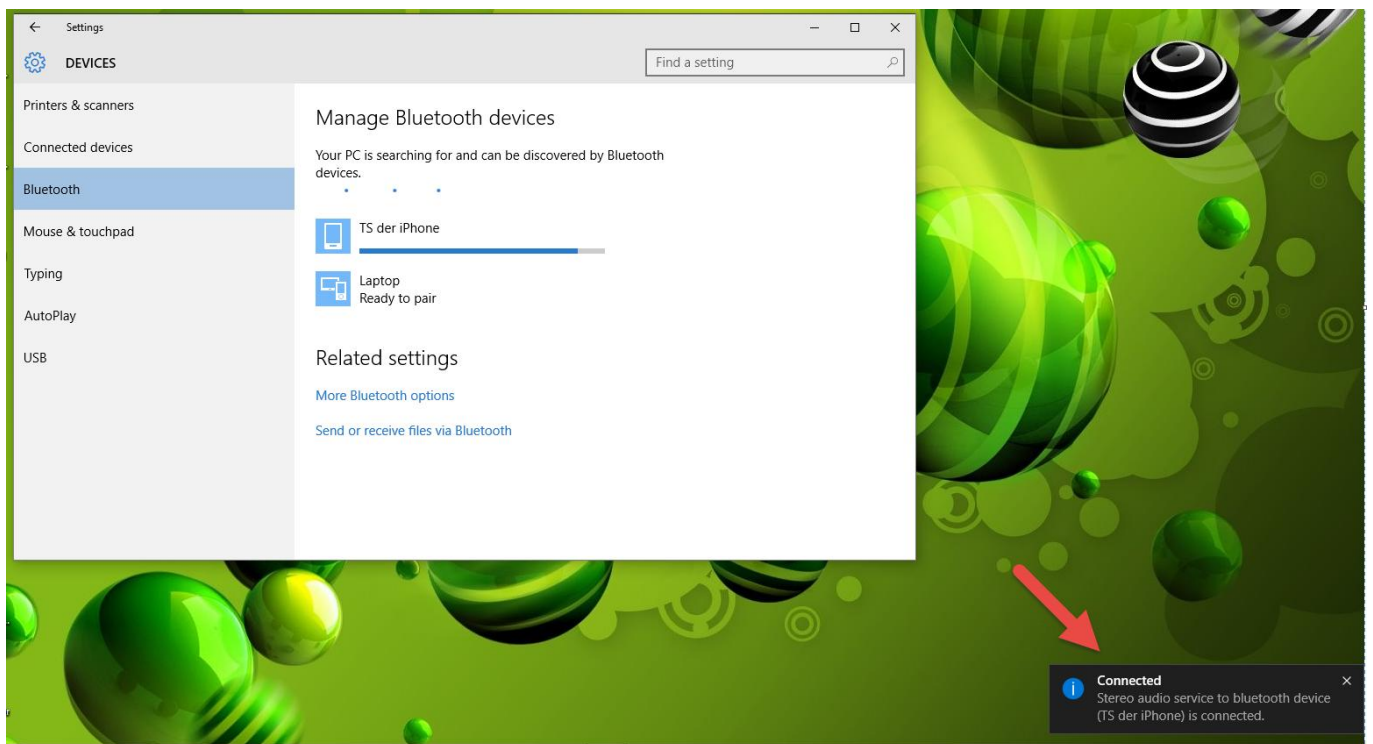 Settings
DEVICES
Find a setting
Printers & scanners
Connected devices
Bluetooth
Mouse & touchpad
Typing
AutoPlay
USB
Manage Bluetooth devices
Your PC is searching for and can be discovered by Bluetooth
devices.
TS der iPhone
Laptop
Ready to pair
Related settings
More Bluetooth options
Send or receive files via Bluetooth
Connected
Stereo audio service to bluetooth device
(TS der iPhone) is connected.